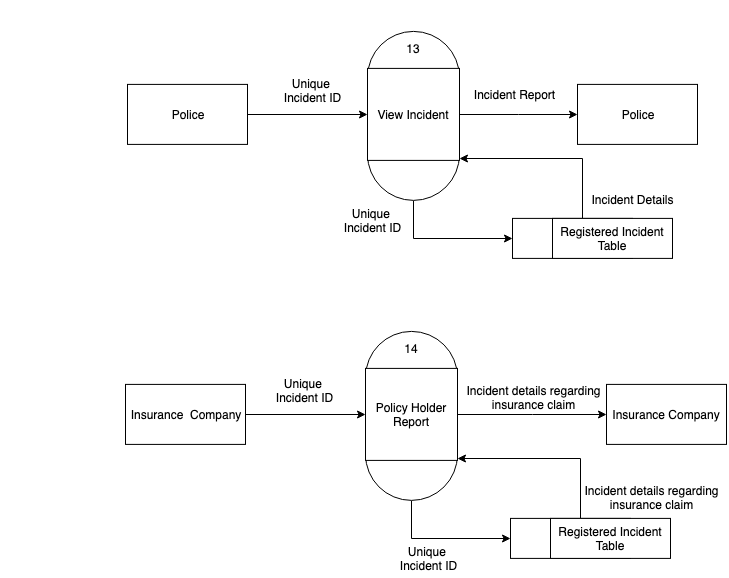 13
Unique
Incident ID
Incident Report
Police
View Incident
Police
Incident Details
Unique
Incident ID
Registered Incident
Table
14
Unique
Incident ID
Incident details regarding
insurance claim
Insurance Company
Policy Holder
Report
Insurance Company
Incident details regarding
insurance claim
Registered Incident
Table
Unique
Incident ID